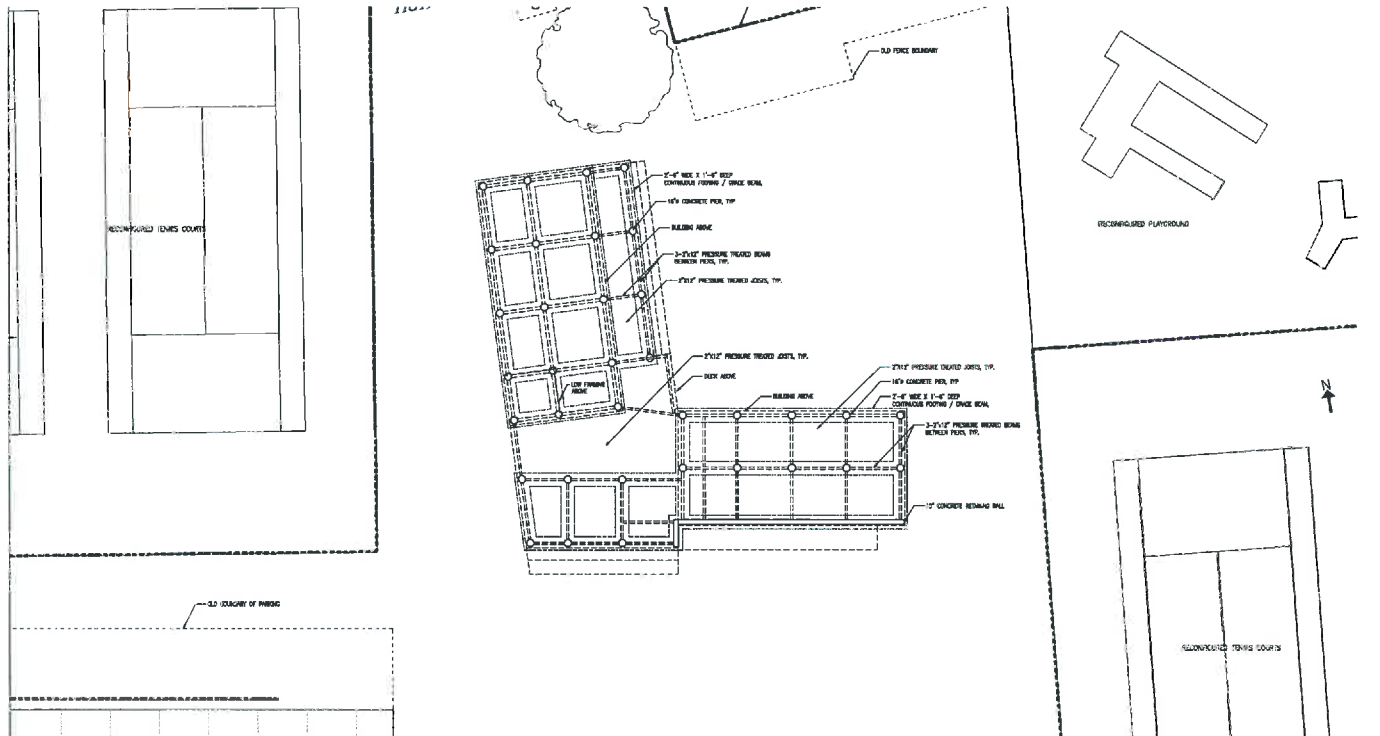 OLD FENCE BOUNDARY
2'-6" WIDE X 1'-6" DEEP
CONTINUOUS FOOTING / GRADE BEAM,
16"Ø CONCRETE PIER, TYP
BUILDING ABOVE
3-2"x12" PRESSURE TREATED BEAMS
BETWEEN PIERS, TYP.
2"X12" PRESSURE TREATED JOISTS, TYP.
RECONFIGURED TENNIS COURTS
RECONFIGURED PLAYGROUND
N
2"X12" PRESSURE TREATED JOISTS, TYP.
DECK ABOVE
LOW FRAMING
ABOVE
2"X12" PRESSURE TREATED JOISTS, TYP.
16"Ø CONCRETE PIER, TYP
BUILDING ABOVE
2'-6" WIDE X 1'-6" DEEP
CONTINUOUS FOOTING / GRADE BEAM,
3-2"x12" PRESSURE TREATED BEAMS
BETWEEN PIERS, TYP.
10" CONCRETE RETAINING WALL
OLD BOUNDARY OF PARKING
RECONFIGURED TENNIS COURTS